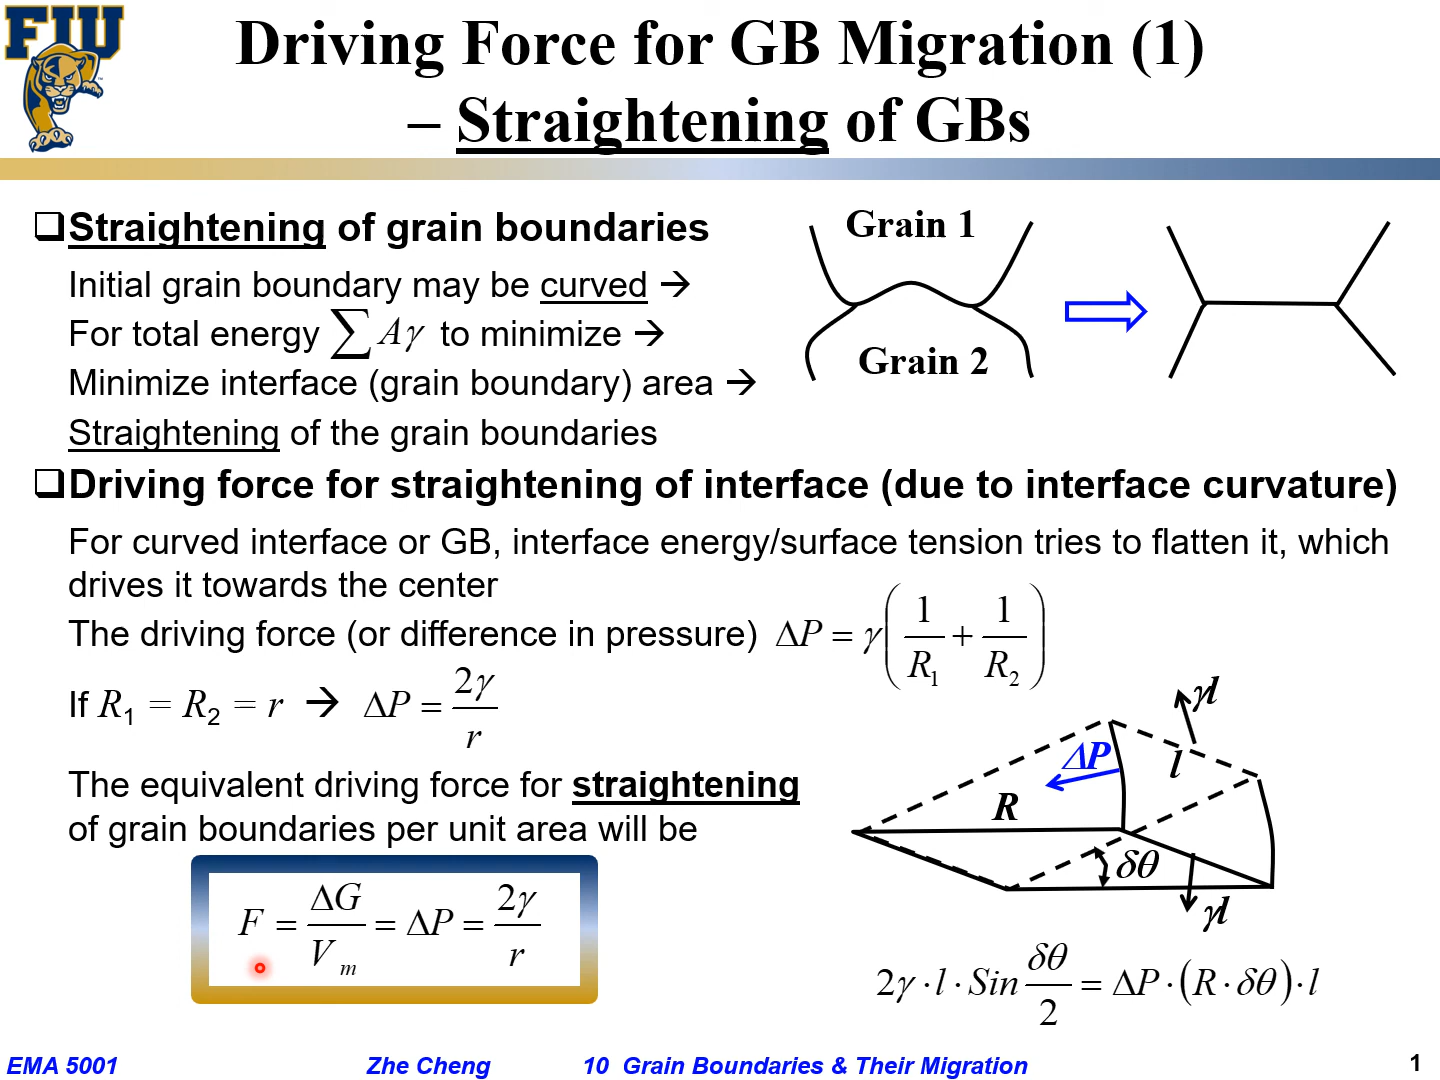 FIU
Driving Force for GB Migration (1)
– Straightening of GBs
❑Straightening of grain boundaries
Initial grain boundary may be curved →
For total energy ∑ Aγ to minimize →
Minimize interface (grain boundary) area →
Straightening of the grain boundaries
Grain 1
Grain 2
❑Driving force for straightening of interface (due to interface curvature)
For curved interface or GB, interface energy/surface tension tries to flatten it, which
drives it towards the center
The driving force (or difference in pressure) ΔP = γ(1/R₁ + 1/R₂)
If R₁ = R₂ = r → ΔP = 2γ/r
The equivalent driving force for straightening
of grain boundaries per unit area will be
F = ΔG/Vₘ = ΔP = 2γ/r
γl
ΔP
l
R
δθ
γl
2γ · l · Sin δθ/2 = ΔP · (R · δθ) · l
EMA 5001 Zhe Cheng 10 Grain Boundaries & Their Migration 1